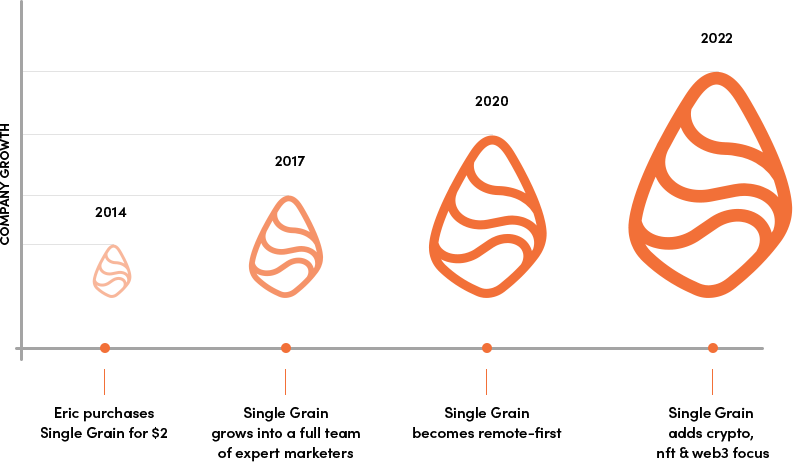 2022
2020
2017
2014
COMPANY GROWTH
Eric purchases
Single Grain for $2
Single Grain
grows into a full team
of expert marketers
Single Grain
becomes remote-first
Single Grain
adds crypto,
nft & web3 focus